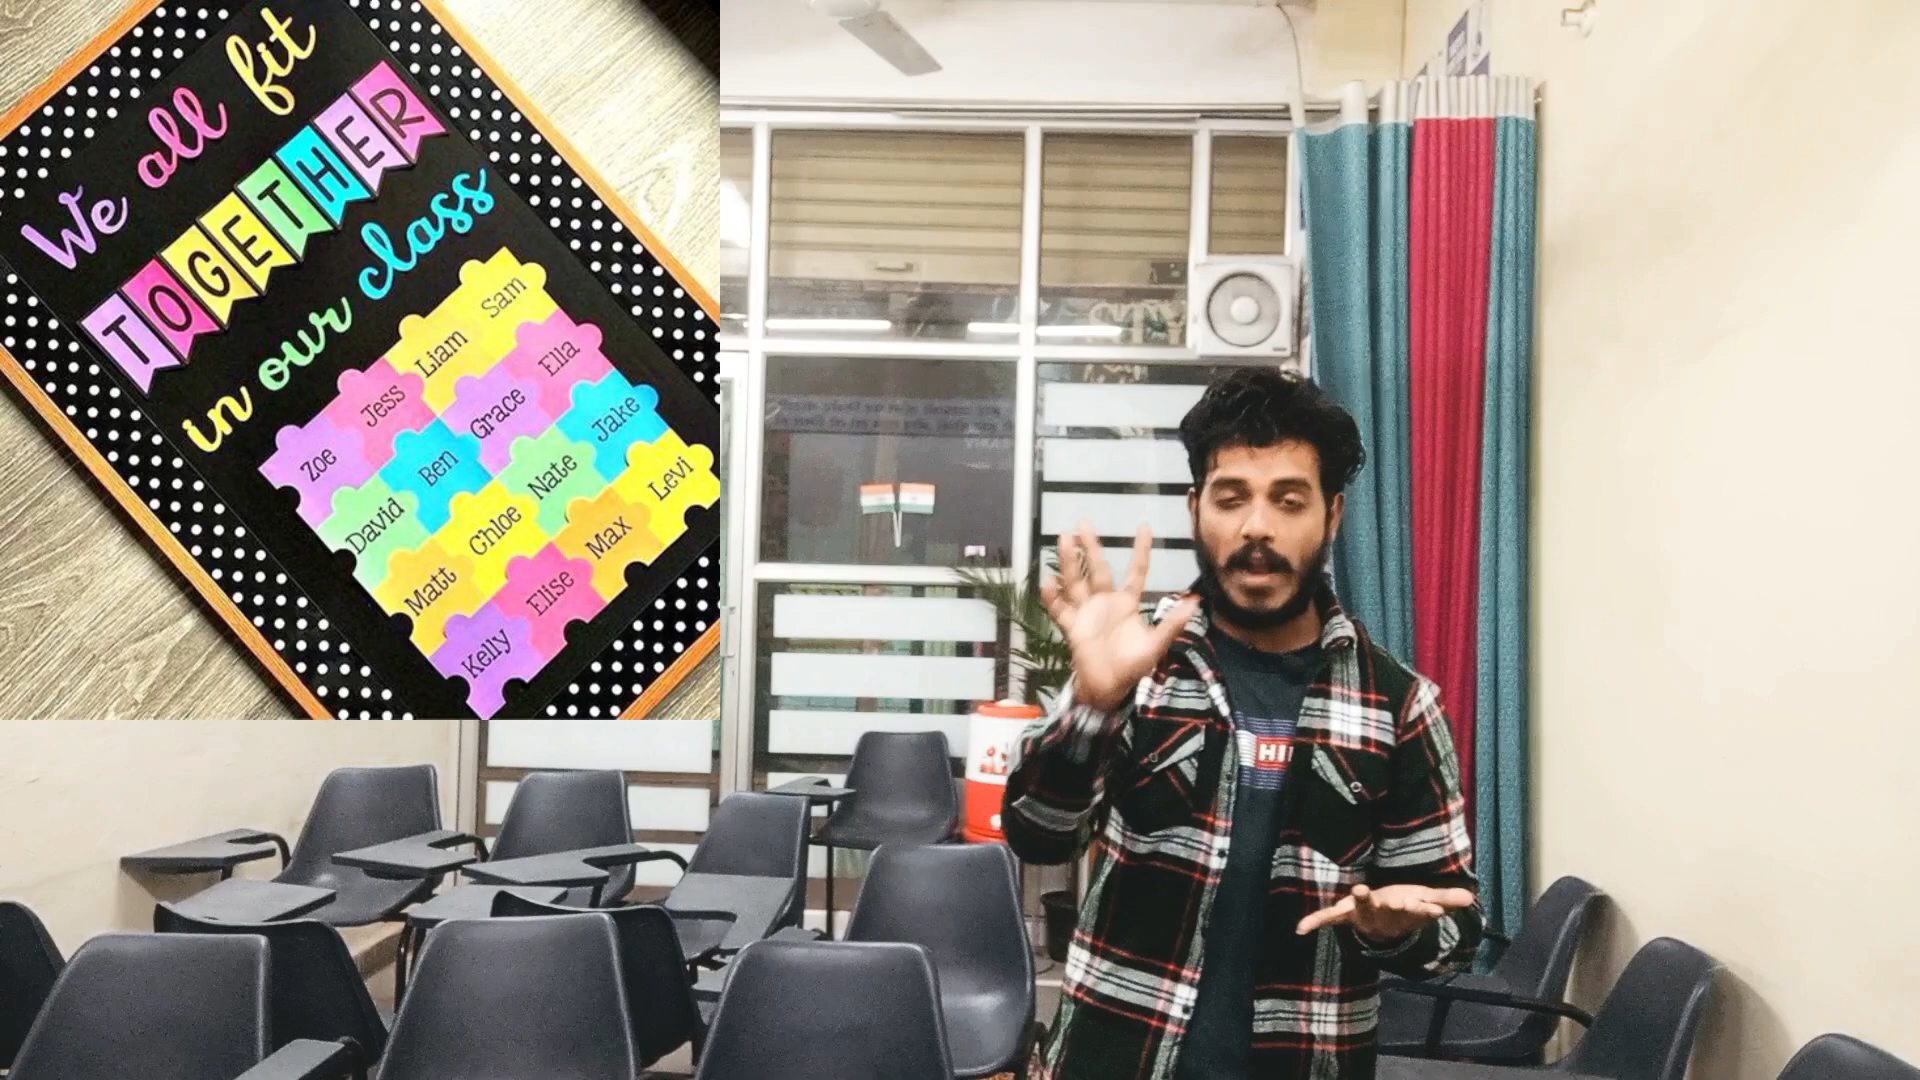 We all fit
TOGETHER
in our class
Sam
Liam
Ella
Jess
Grace
Jake
Zoe
Ben
Nate
Levi
David
Chloe
Max
Matt
Elise
Kelly